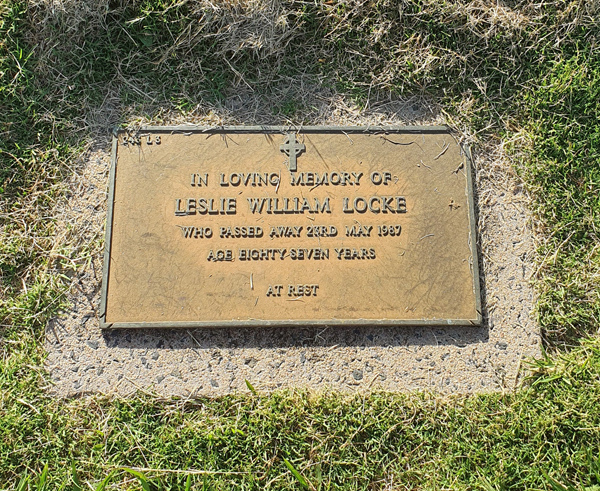 IN LOVING MEMORY OF
LESLIE WILLIAM LOCKE
WHO PASSED AWAY 23RD MAY 1987
AGE EIGHTY-SEVEN YEARS
AT REST